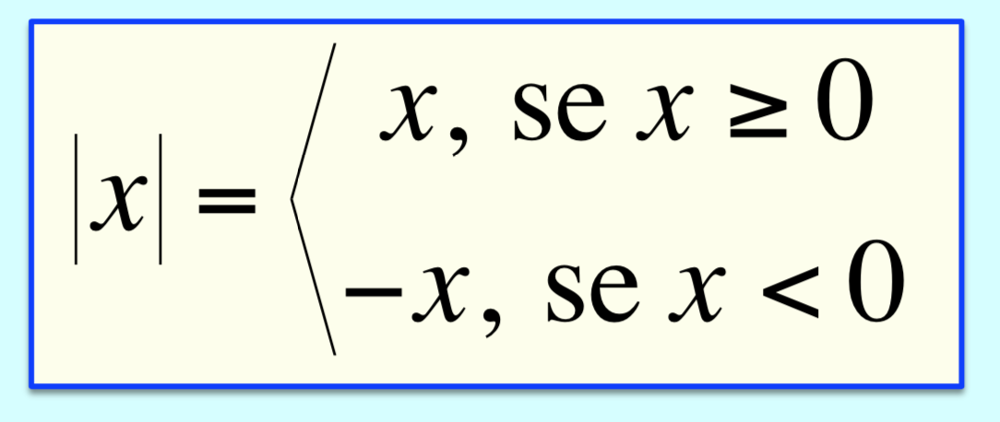 x, se x ≥ 0
|x| =
−x, se x < 0